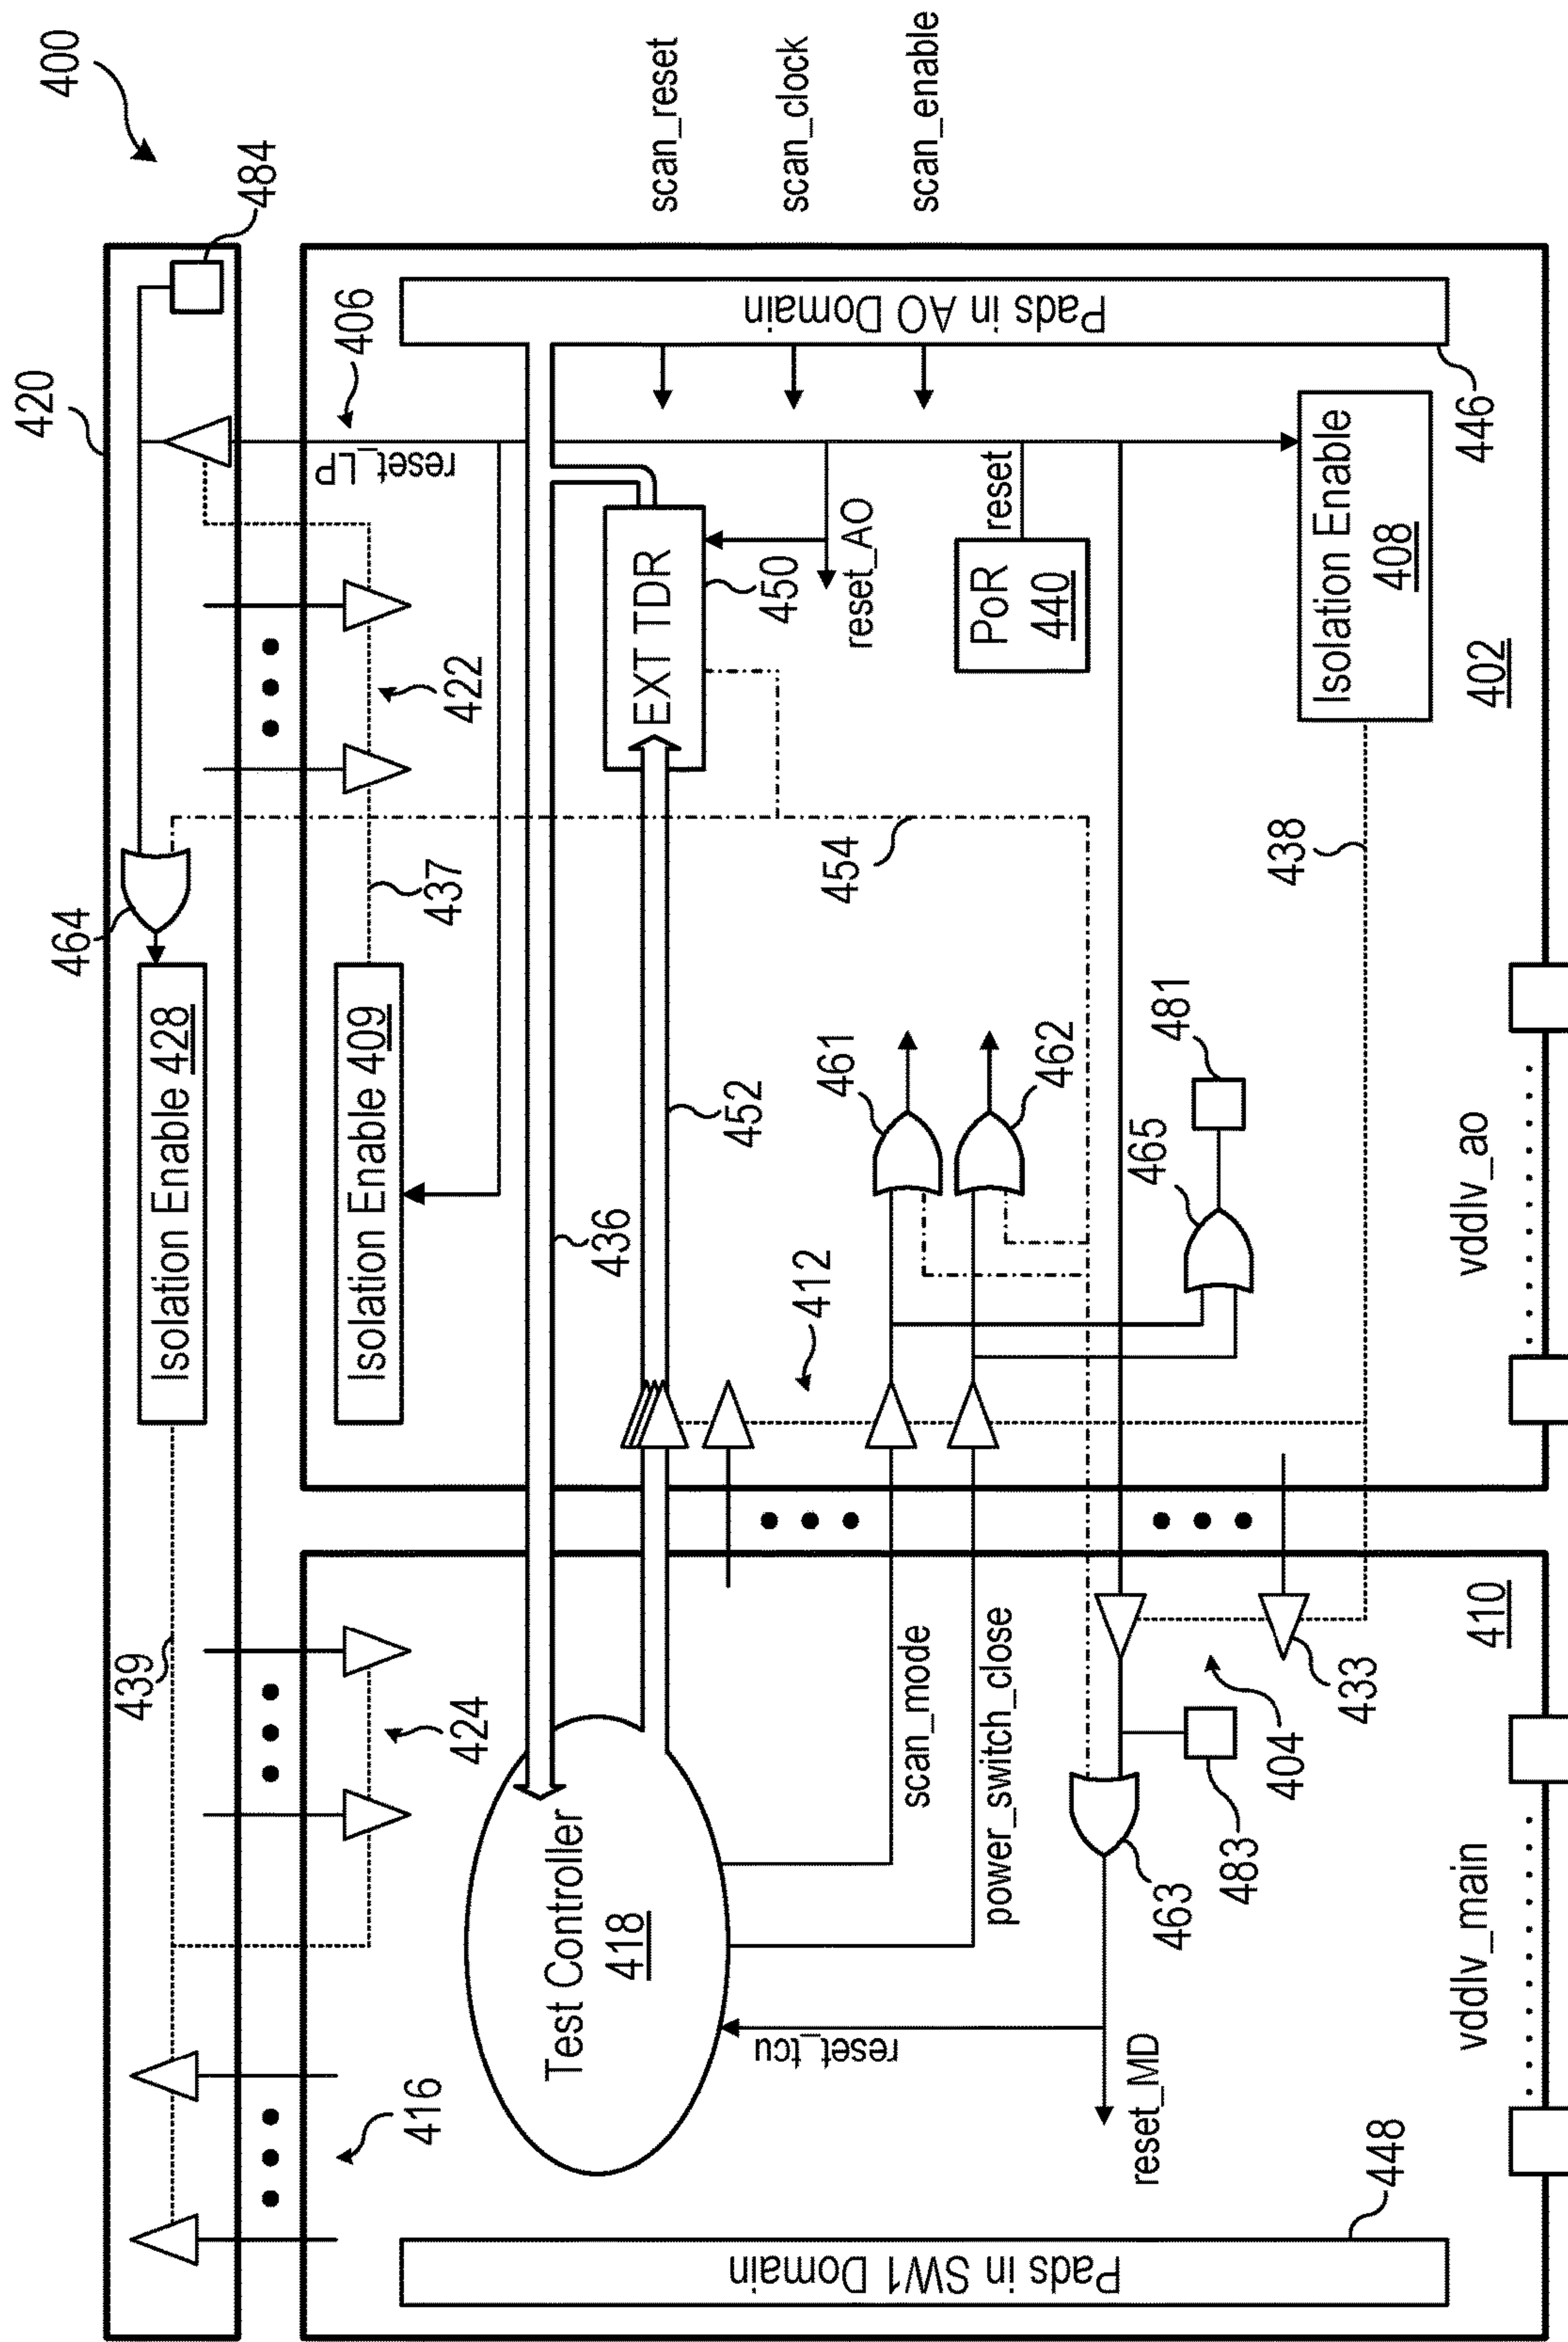 400
420
484
464
Isolation Enable 428
439
406
reset_LP
422
437
Isolation Enable 409
424
416
scan_reset
scan_clock
scan_enable
Pads in AO Domain
446
EXT TDR
450
reset_AO
reset
PoR
440
Isolation Enable
408
402
454
438
452
436
461
462
465
481
412
vddlv_ao
Test Controller
418
scan_mode
power_switch_close
410
433
404
483
463
reset_tcu
reset_MD
vddlv_main
448
Pads in SW1 Domain